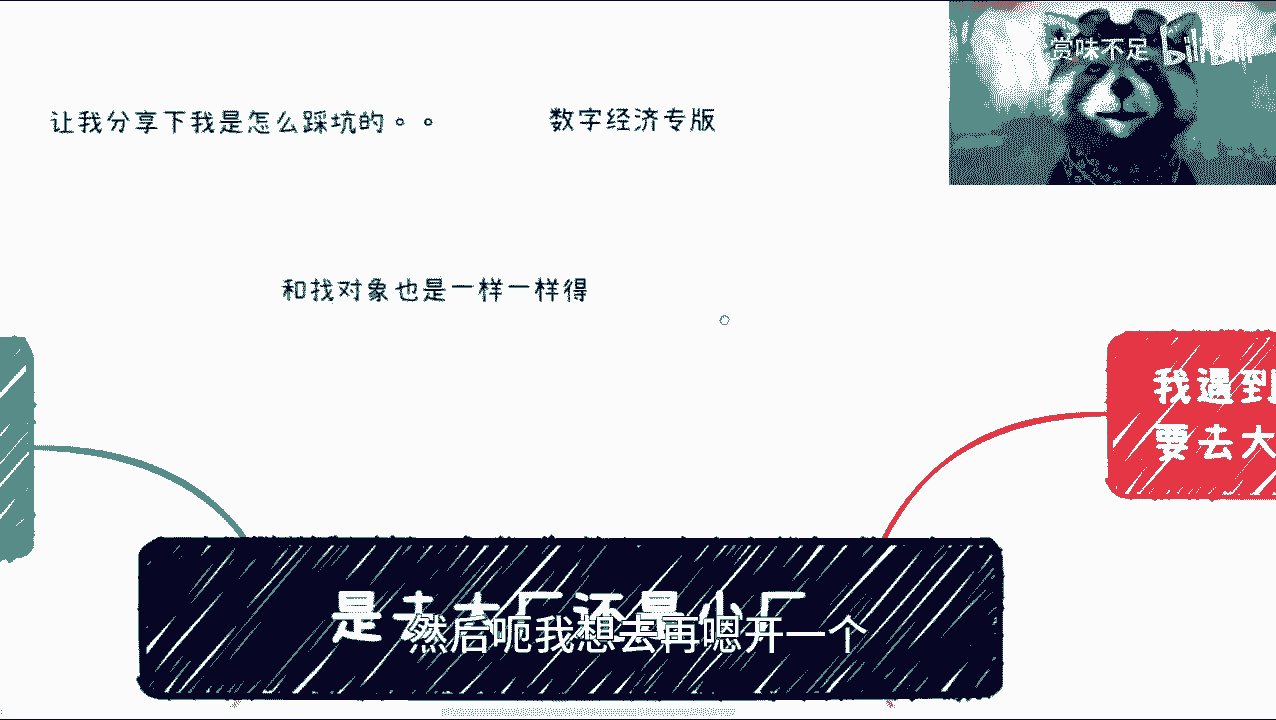 赏味不足 bilibili
让我分享下我是怎么踩坑的。。
数字经济专版
和找对象也是一样一样得
我遇到
要去大
是去大厂还是小厂
然后呃我想去再嗯开一个